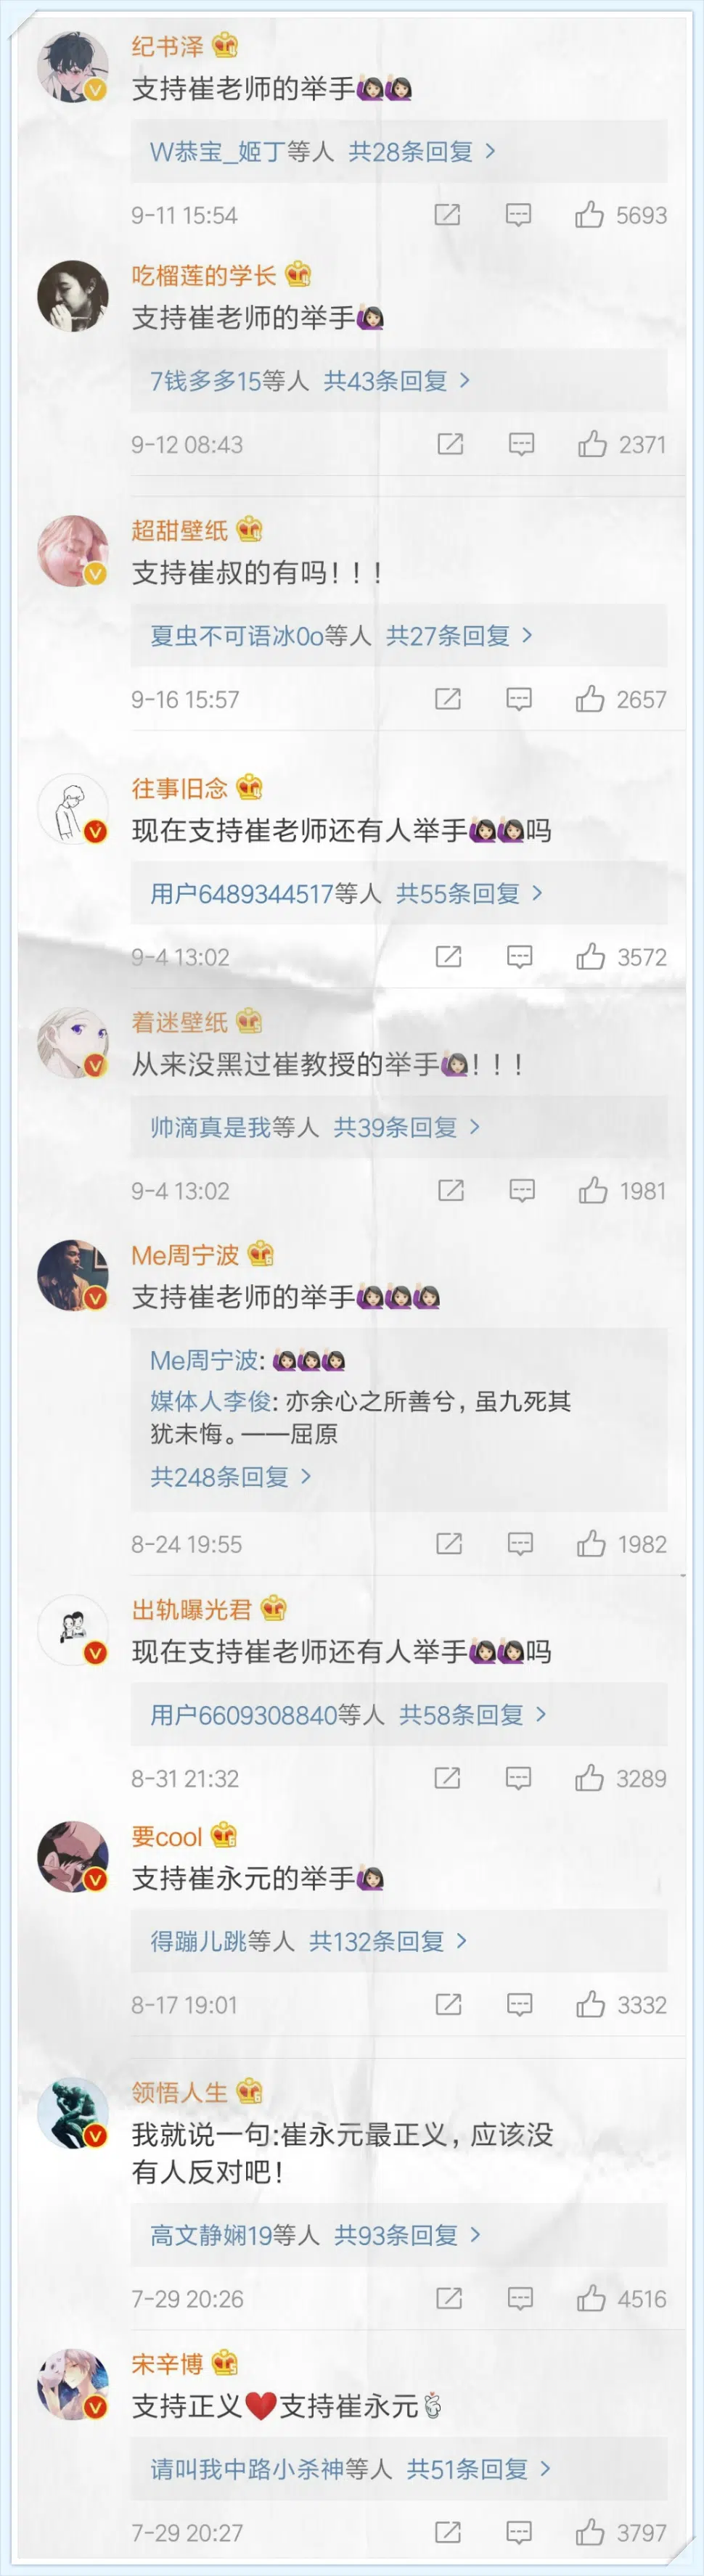 纪书泽
支持崔老师的举手🙋🏻‍♀️🙋🏻‍♀️
W恭宝_姬丁等人 共28条回复 >
9-11 15:54 5693
吃榴莲的学长
支持崔老师的举手🙋🏻‍♀️
7钱多多15等人 共43条回复 >
9-12 08:43 2371
超甜壁纸
支持崔叔的有吗！！！
夏虫不可语冰0o等人 共27条回复 >
9-16 15:57 2657
往事旧念
现在支持崔老师还有人举手🙋🏻‍♀️🙋🏻‍♀️吗
用户6489344517等人 共55条回复 >
9-4 13:02 3572
着迷壁纸
从来没黑过崔教授的举手🙋🏻‍♀️！！！
帅滴真是我等人 共39条回复 >
9-4 13:02 1981
Me周宁波
支持崔老师的举手🙋🏻‍♀️🙋🏻‍♀️🙋🏻‍♀️
Me周宁波: 🙋🏻‍♀️🙋🏻‍♀️🙋🏻‍♀️
媒体人李俊: 亦余心之所善兮，虽九死其
犹未悔。——屈原
共248条回复 >
8-24 19:55 1982
出轨曝光君
现在支持崔老师还有人举手🙋🏻‍♀️🙋🏻‍♀️吗
用户6609308840等人 共58条回复 >
8-31 21:32 3289
要cool
支持崔永元的举手🙋🏻‍♀️
得蹦儿跳等人 共132条回复 >
8-17 19:01 3332
领悟人生
我就说一句:崔永元最正义，应该没
有人反对吧！
高文静娴19等人 共93条回复 >
7-29 20:26 4516
宋辛博
支持正义❤️支持崔永元
请叫我中路小杀神等人 共51条回复 >
7-29 20:27 3797